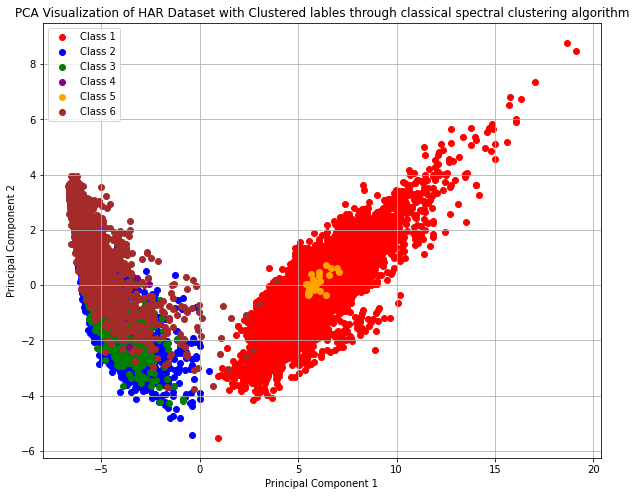 PCA Visualization of HAR Dataset with Clustered lables through classical spectral clustering algorithm
Class 1
Class 2
Class 3
Class 4
Class 5
Class 6
8
6
4
2
0
−2
−4
−6
Principal Component 2
−5
0
5
10
15
20
Principal Component 1